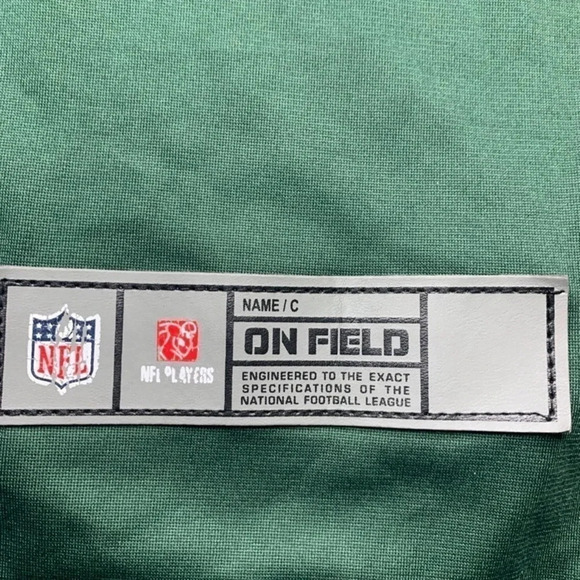 NFL
NFL PLAYERS
NAME / C
ON FIELD
ENGINEERED TO THE EXACT
SPECIFICATIONS OF THE
NATIONAL FOOTBALL LEAGUE